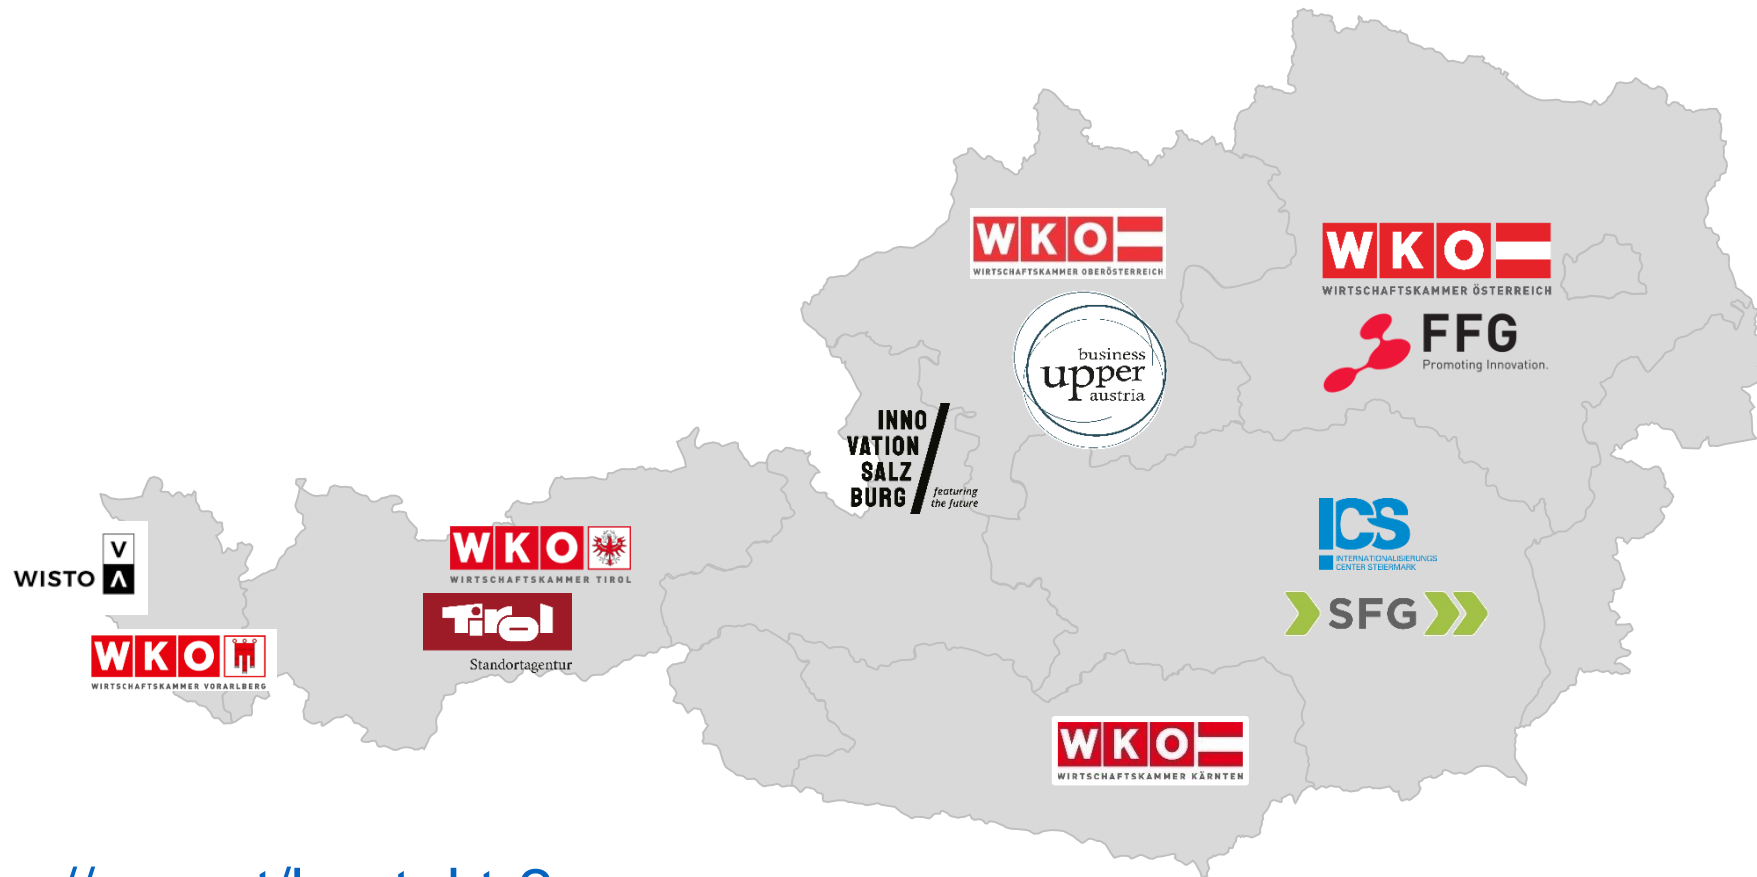 WKO
WIRTSCHAFTSKAMMER OBERÖSTERREICH
WKO
WIRTSCHAFTSKAMMER ÖSTERREICH
business
upper
austria
FFG
Promoting Innovation.
INNO
VATION
SALZ
BURG
featuring
the future
V
WISTO
WKO
WIRTSCHAFTSKAMMER VORARLBERG
WKO
WIRTSCHAFTSKAMMER TIROL
Tirol
Standortagentur
ICS
INTERNATIONALISIERUNGS
CENTER STEIERMARK
SFG
WKO
WIRTSCHAFTSKAMMER KÄRNTEN